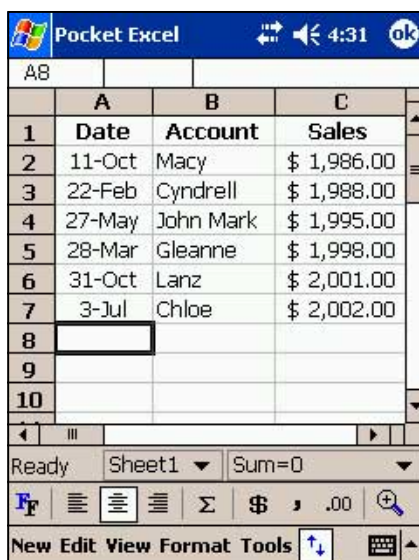 Pocket Excel 4:31 ok
A8
A B C
1 Date Account Sales
2 11-Oct Macy $ 1,986.00
3 22-Feb Cyndrell $ 1,988.00
4 27-May John Mark $ 1,995.00
5 28-Mar Gleanne $ 1,998.00
6 31-Oct Lanz $ 2,001.00
7 3-Jul Chloe $ 2,002.00
8
9
10
Ready Sheet1 Sum=0
FF Σ $ , .00
New Edit View Format Tools